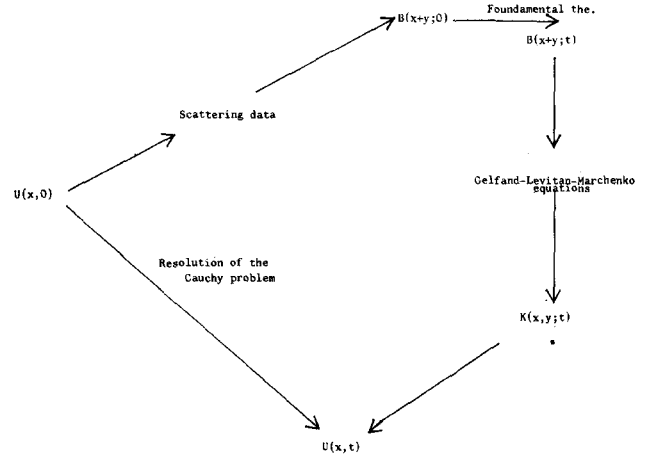 Foundamental the.
B(x+y;0)
B(x+y;t)
Scattering data
Gelfand-Levitan-Marchenko
equations
U(x,0)
Resolution of the
Cauchy problem
K(x,y;t)
U(x,t)